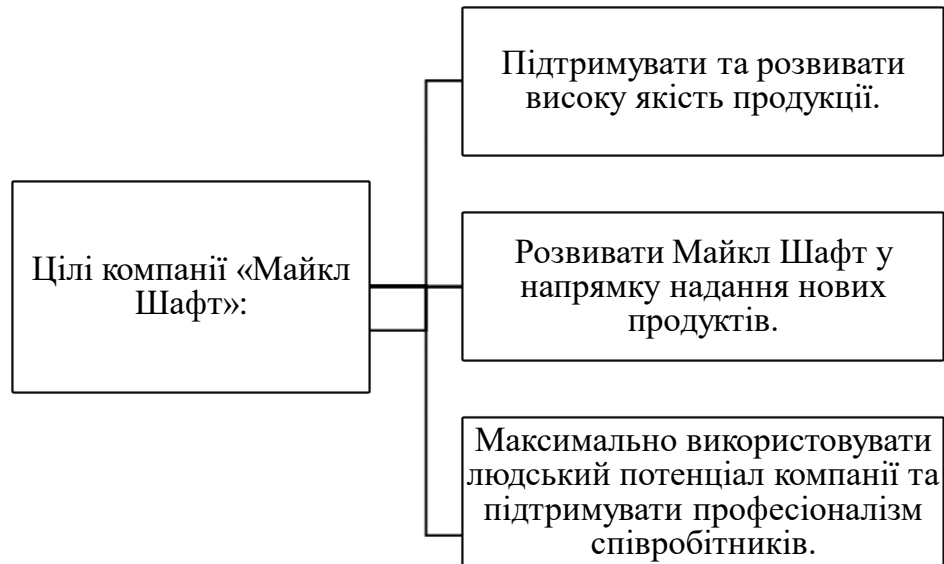 Підтримувати та розвивати
високу якість продукції.
Цілі компанії «Майкл
Шафт»:
Розвивати Майкл Шафт у
напрямку надання нових
продуктів.
Максимально використовувати
людський потенціал компанії та
підтримувати професіоналізм
співробітників.